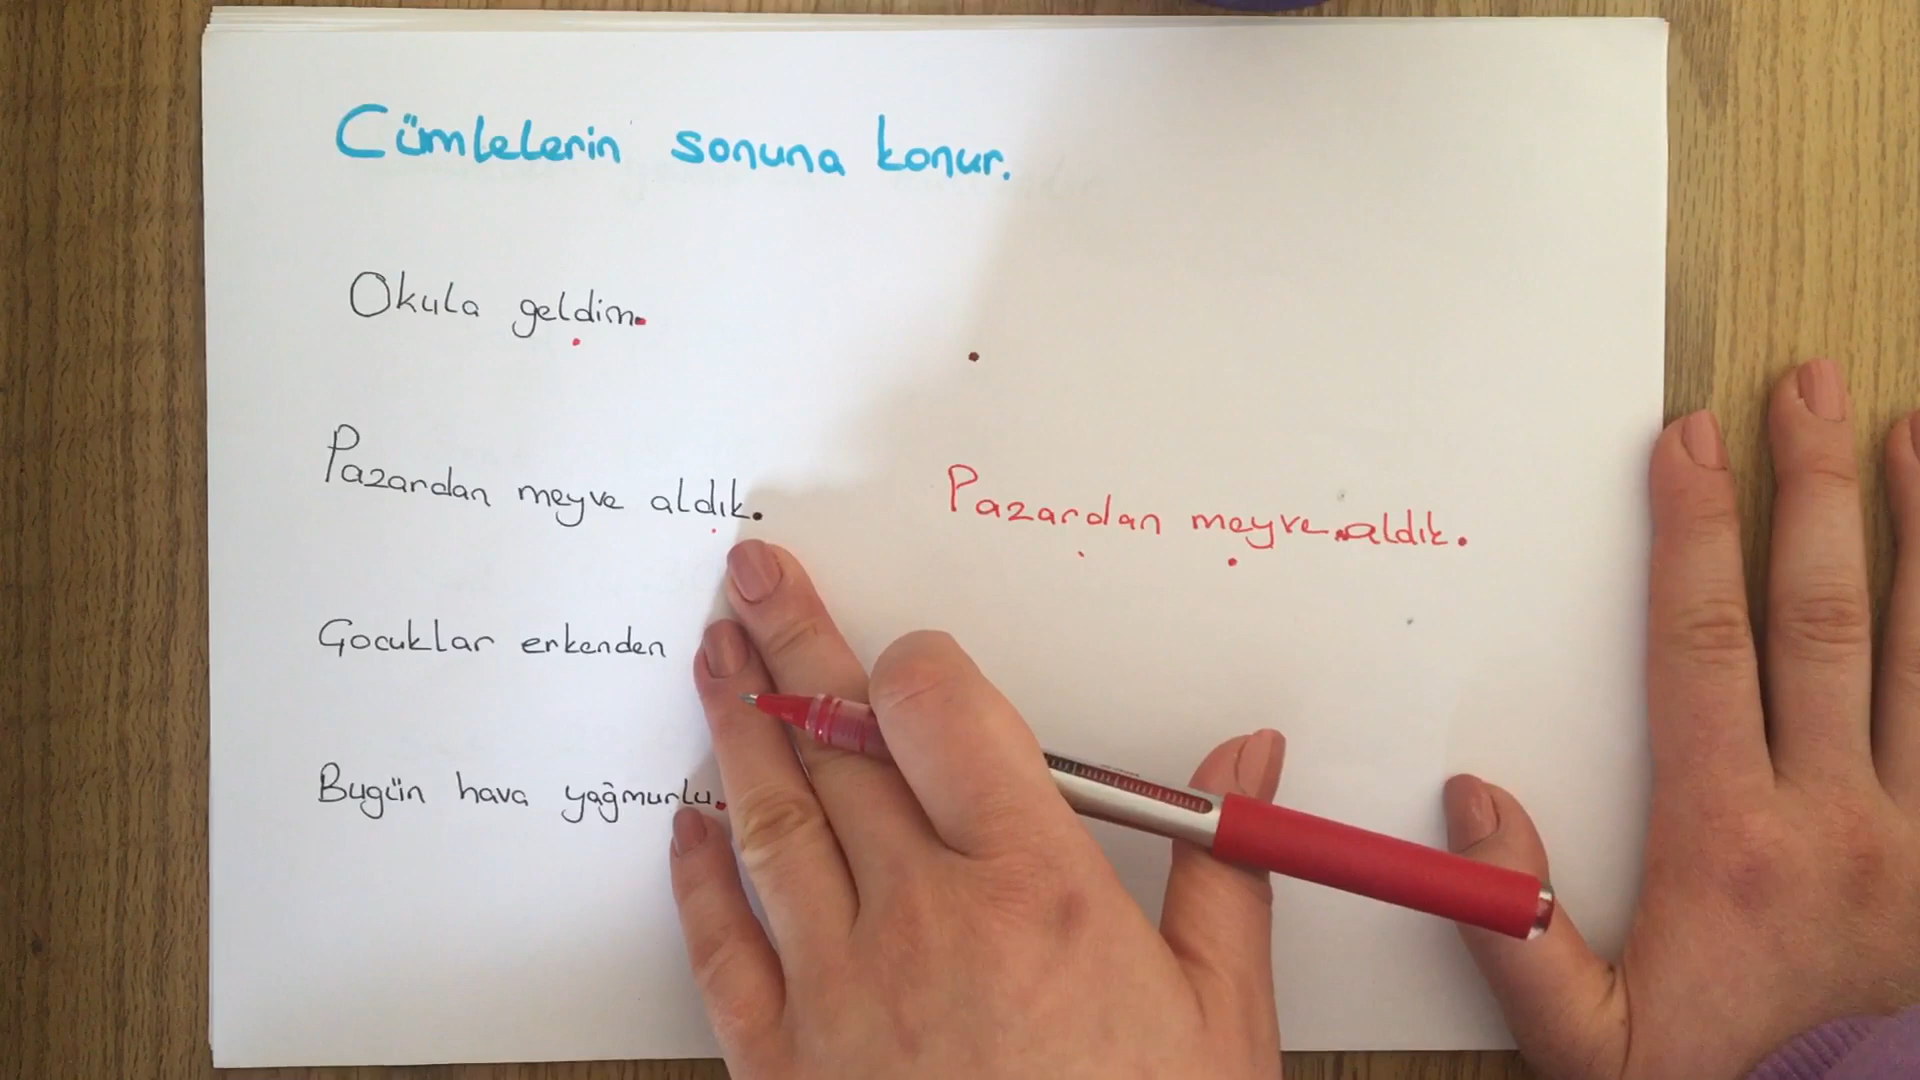 Cümlelerin sonuna konur.
Okula geldim.
Pazardan meyve aldık.
Pazardan meyve.aldık.
Çocuklar erkenden
Bugün hava yağmurlu.